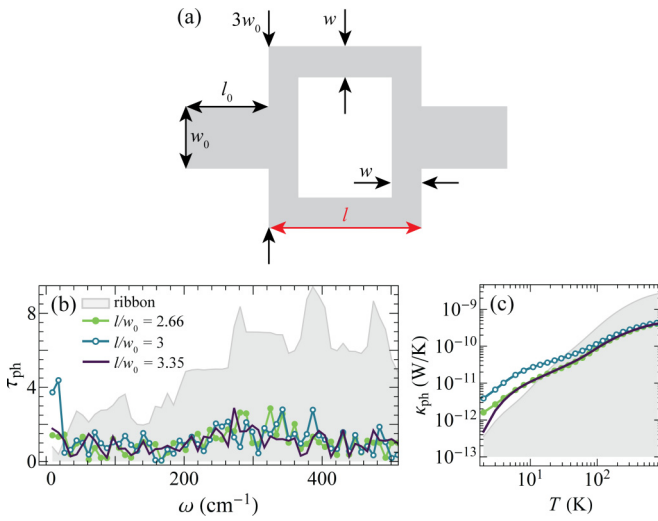 (a)
3w₀
w
l₀
w₀
w
l
(b)
ribbon
l/w₀ = 2.66
l/w₀ = 3
l/w₀ = 3.35
8
4
0
τph
0
200
400
ω (cm⁻¹)
(c)
κph (W/K)
10⁻⁹
10⁻¹⁰
10⁻¹¹
10⁻¹²
10⁻¹³
10¹
10²
T (K)